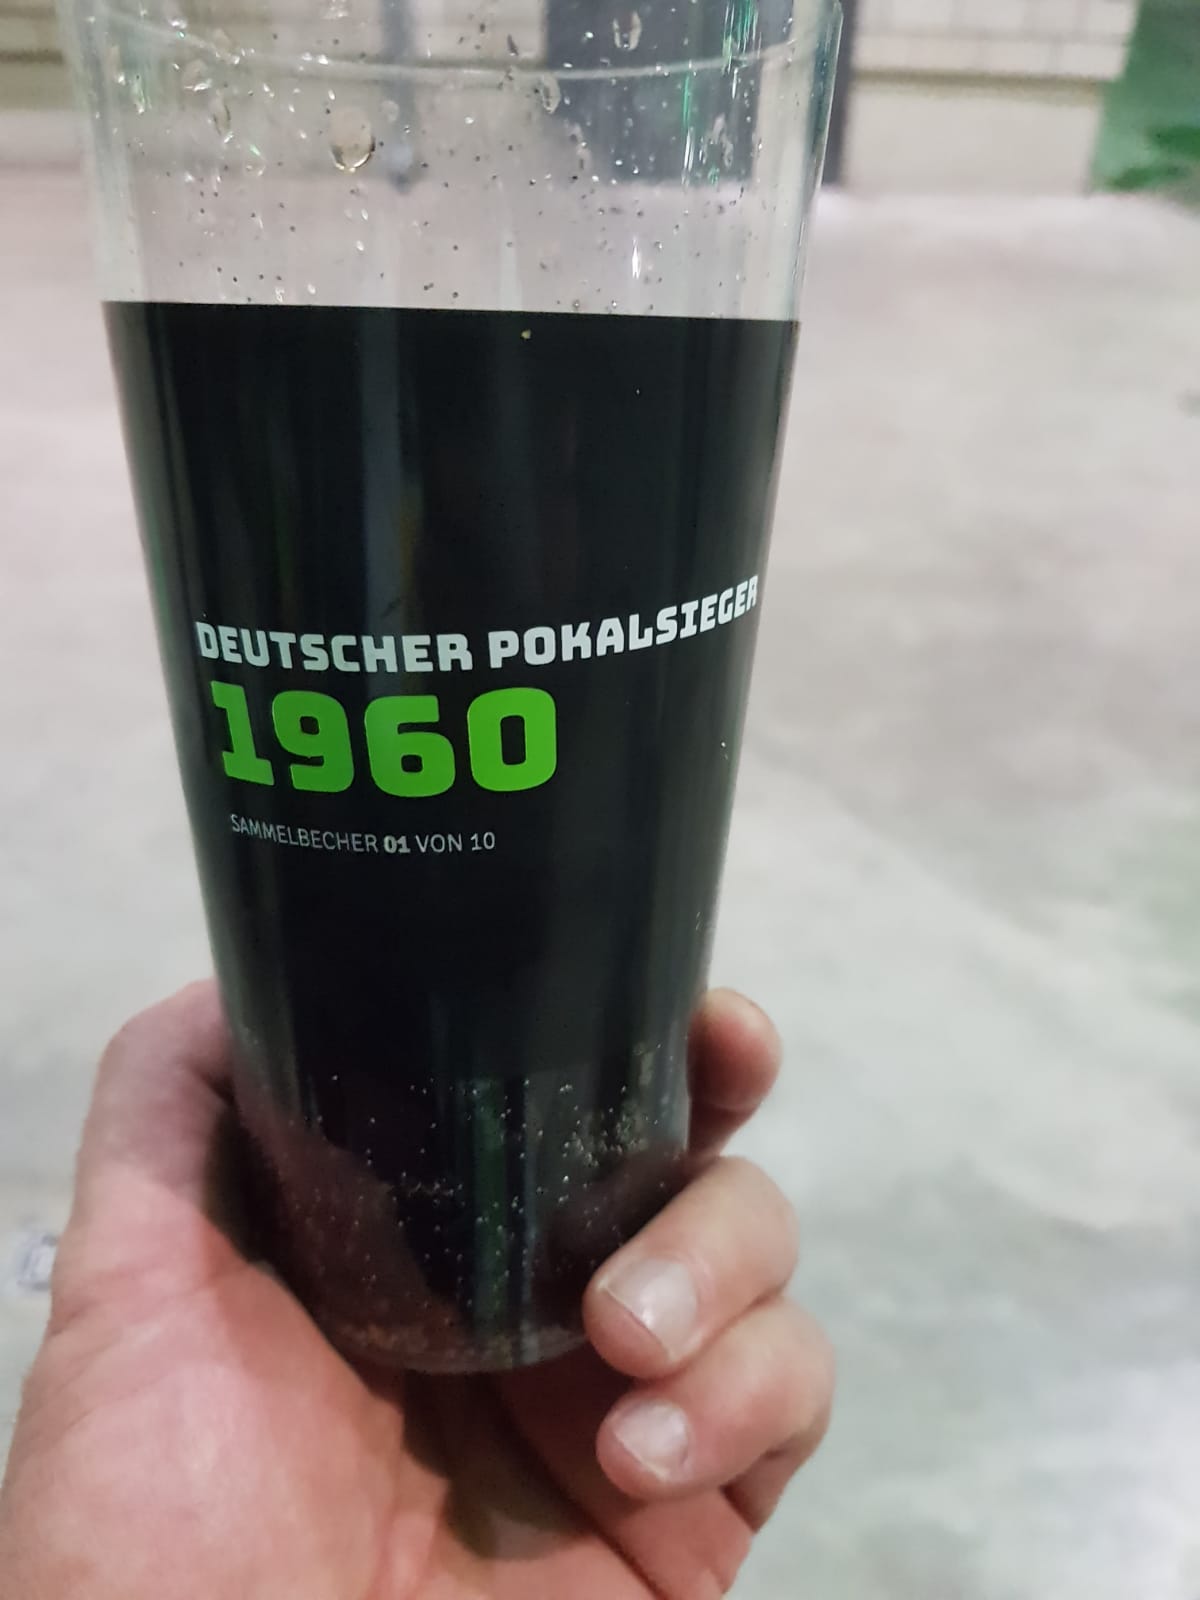 DEUTSCHER POKALSIEGER
1960
SAMMELBECHER 01 VON 10